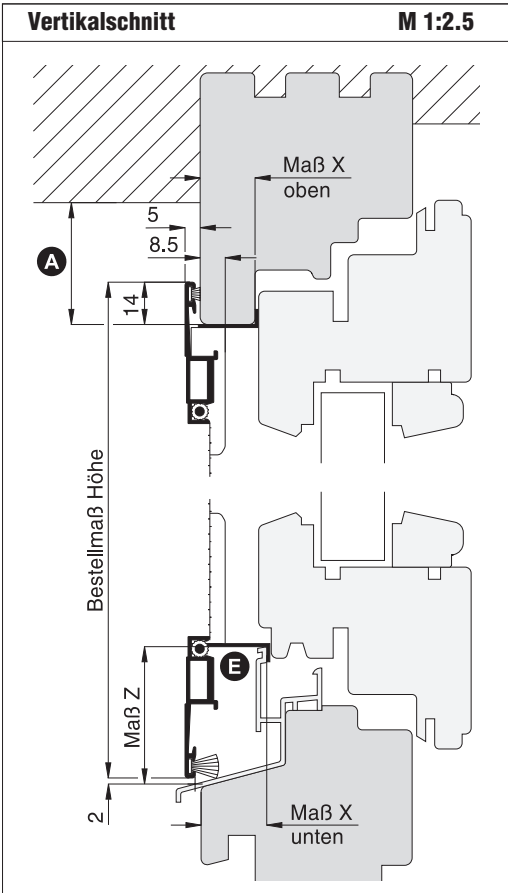 Vertikalschnitt M 1:2.5
Maß X
oben
5
8.5
A
14
Bestellmaß Höhe
E
Maß Z
2
Maß X
unten